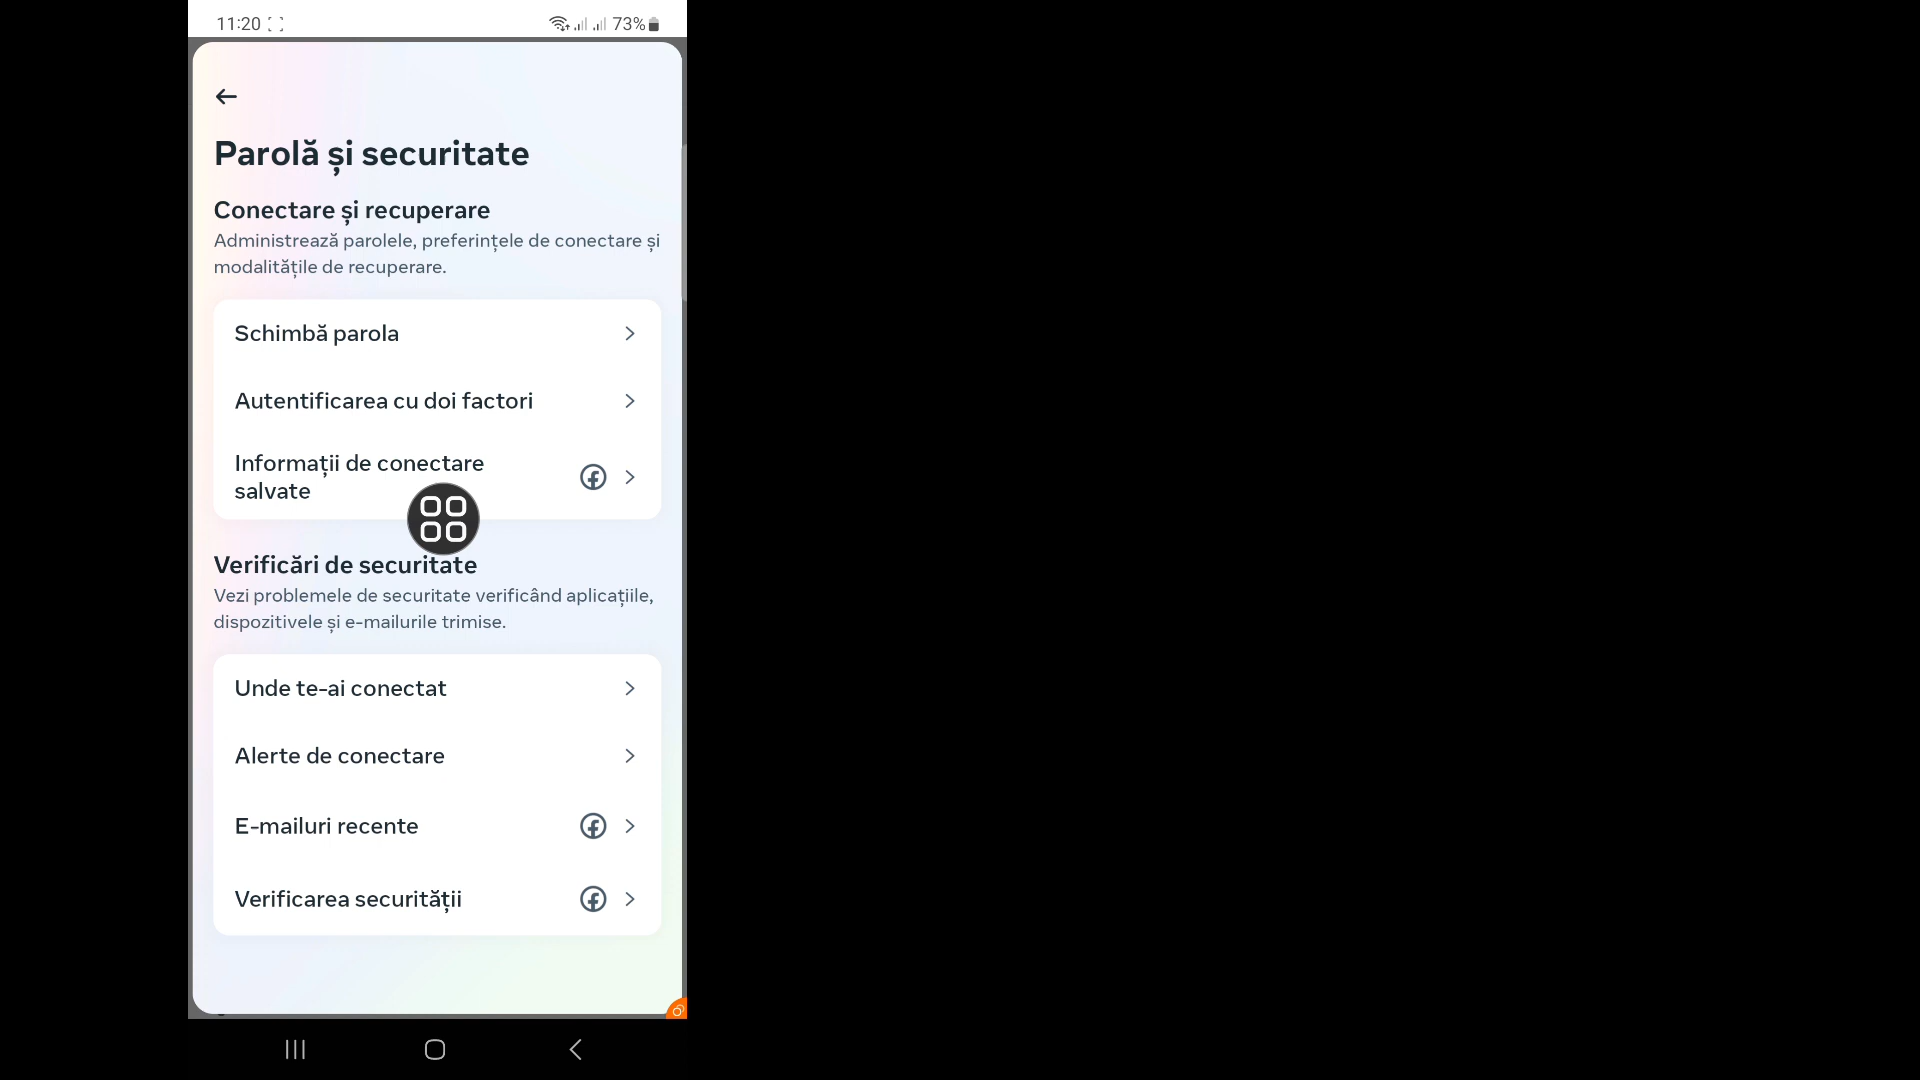 11:20
73%
Parolă și securitate
Conectare și recuperare
Administrează parolele, preferințele de conectare și
modalitățile de recuperare.
Schimbă parola
Autentificarea cu doi factori
Informații de conectare
salvate
Verificări de securitate
Vezi problemele de securitate verificând aplicațiile,
dispozitivele și e-mailurile trimise.
Unde te-ai conectat
Alerte de conectare
E-mailuri recente
Verificarea securității